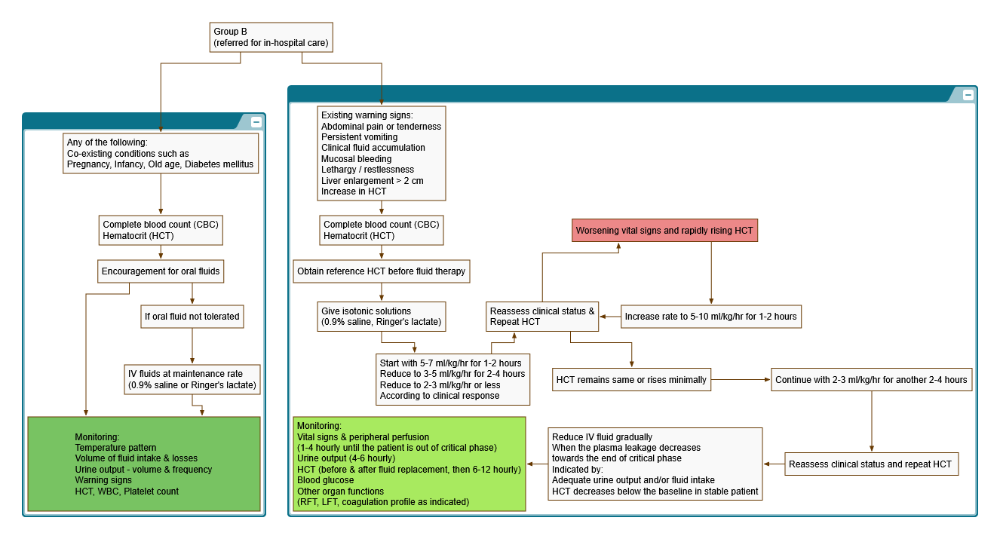 Group B
(referred for in-hospital care)
Any of the following:
Co-existing conditions such as
Pregnancy, Infancy, Old age, Diabetes mellitus
Complete blood count (CBC)
Hematocrit (HCT)
Encouragement for oral fluids
If oral fluid not tolerated
IV fluids at maintenance rate
(0.9% saline or Ringer's lactate)
Monitoring:
Temperature pattern
Volume of fluid intake & losses
Urine output - volume & frequency
Warning signs
HCT, WBC, Platelet count
Existing warning signs:
Abdominal pain or tenderness
Persistent vomiting
Clinical fluid accumulation
Mucosal bleeding
Lethargy / restlessness
Liver enlargement > 2 cm
Increase in HCT
Complete blood count (CBC)
Hematocrit (HCT)
Obtain reference HCT before fluid therapy
Give isotonic solutions
(0.9% saline, Ringer's lactate)
Start with 5-7 ml/kg/hr for 1-2 hours
Reduce to 3-5 ml/kg/hr for 2-4 hours
Reduce to 2-3 ml/kg/hr or less
According to clinical response
Reassess clinical status &
Repeat HCT
Worsening vital signs and rapidly rising HCT
Increase rate to 5-10 ml/kg/hr for 1-2 hours
HCT remains same or rises minimally
Continue with 2-3 ml/kg/hr for another 2-4 hours
Reassess clinical status and repeat HCT
Reduce IV fluid gradually
When the plasma leakage decreases
towards the end of critical phase
Indicated by:
Adequate urine output and/or fluid intake
HCT decreases below the baseline in stable patient
Monitoring:
Vital signs & peripheral perfusion
(1-4 hourly until the patient is out of critical phase)
Urine output (4-6 hourly)
HCT (before & after fluid replacement, then 6-12 hourly)
Blood glucose
Other organ functions
(RFT, LFT, coagulation profile as indicated)